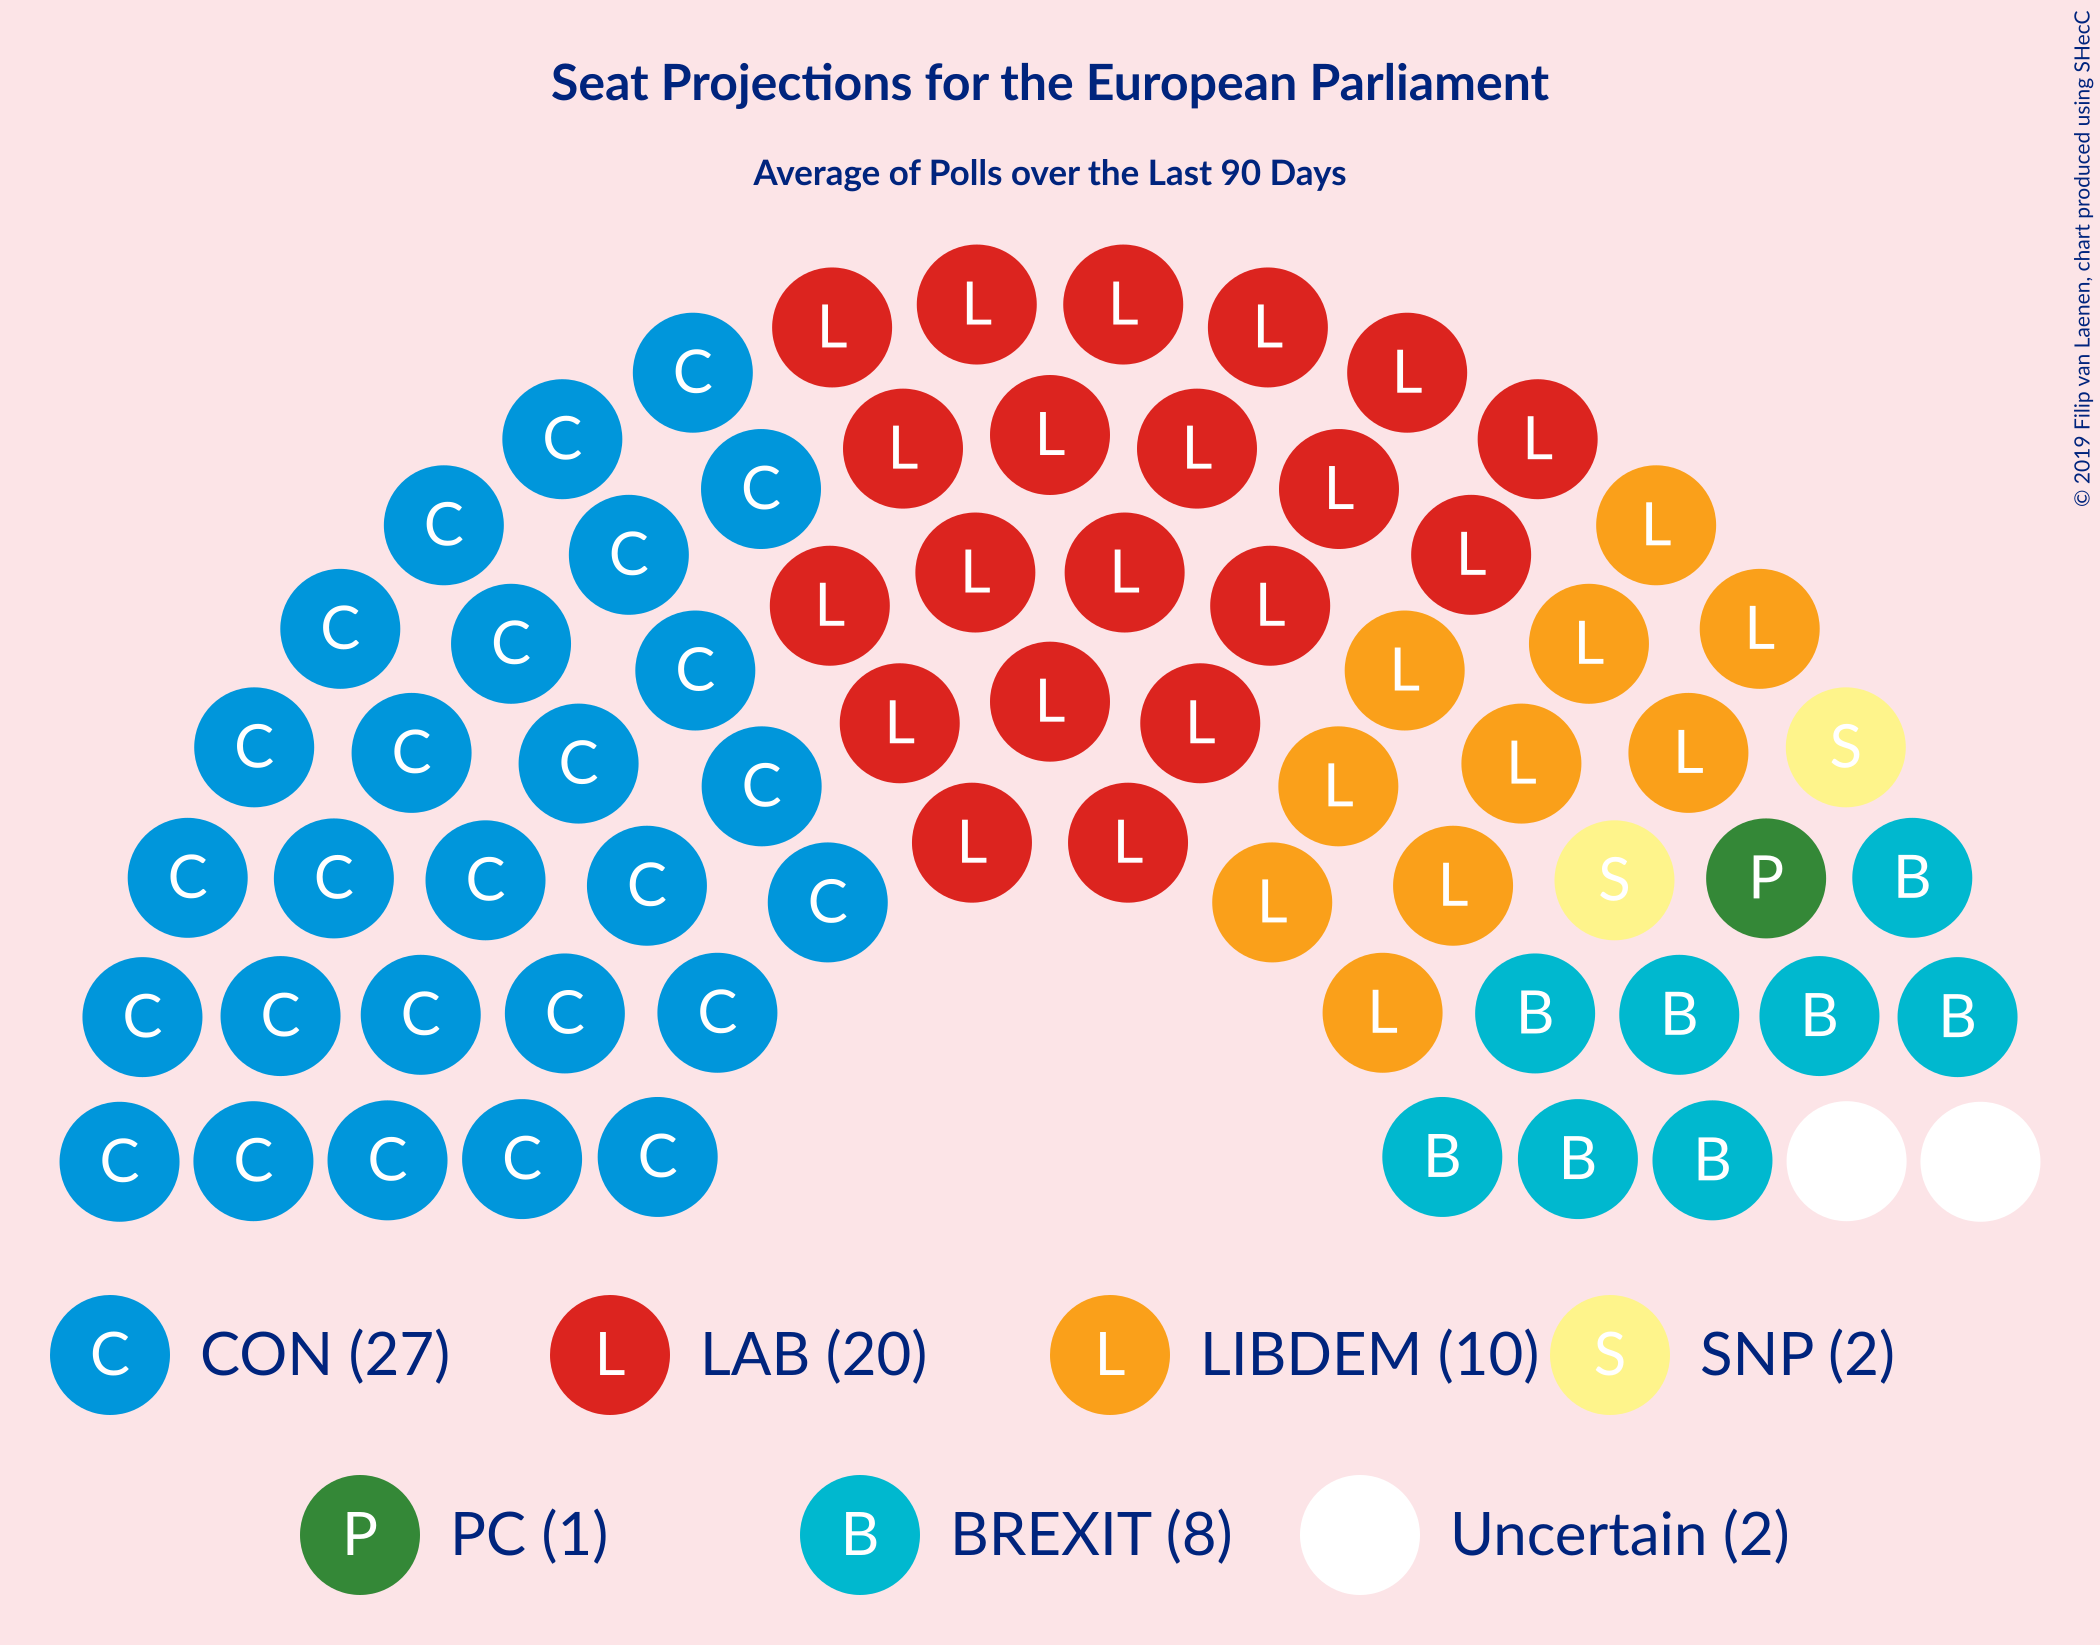 Seat Projections for the European Parliament
Average of Polls over the Last 90 Days
© 2019 Filip van Laenen, chart produced using SHecC
L L L L
C L
C L L L L L
C C L L
C L L L L L
C C L L
C L L L L
C C C L L S
C C C C C L L L S P B
C C C C C L B B B B
C C C C C B B B
C CON (27) L LAB (20) L LIBDEM (10) S SNP (2)
P PC (1) B BREXIT (8) Uncertain (2)